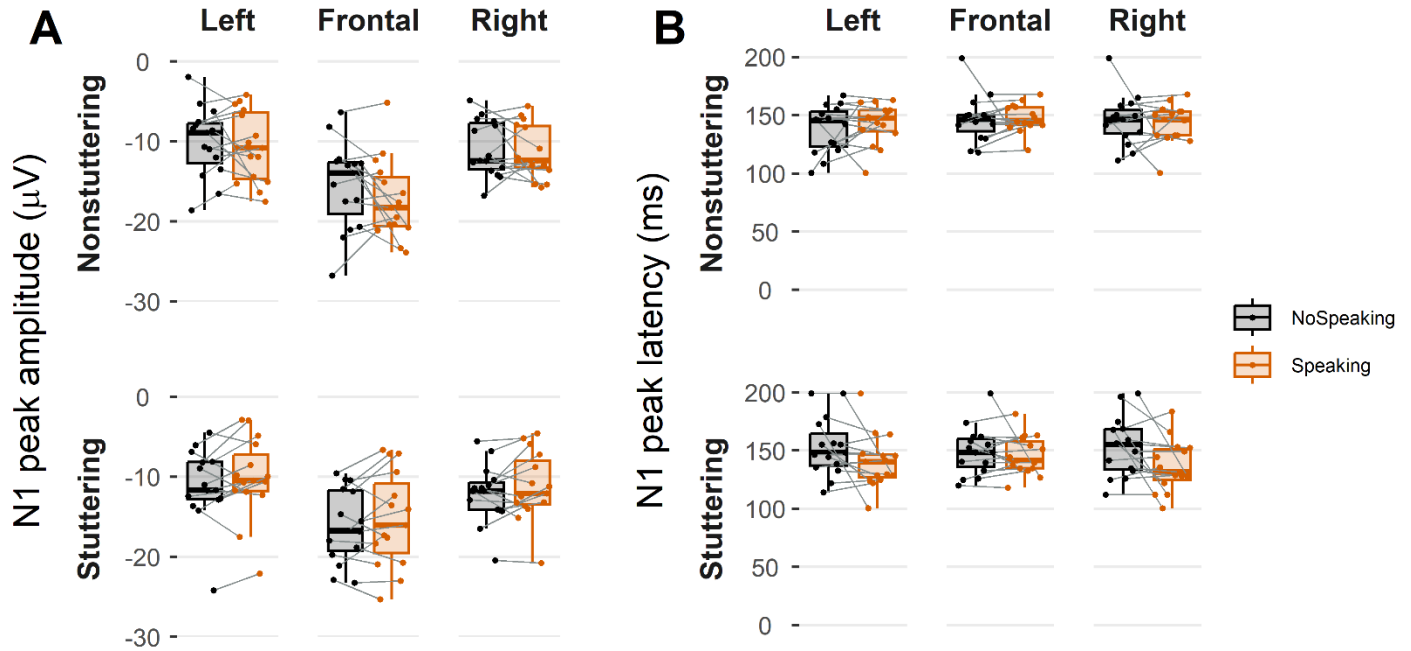 A
Left Frontal Right
N1 peak amplitude (µV)
Nonstuttering
0
-10
-20
-30
Stuttering
0
-10
-20
-30
B
Left Frontal Right
N1 peak latency (ms)
Nonstuttering
200
150
100
50
0
Stuttering
200
150
100
50
0
NoSpeaking
Speaking